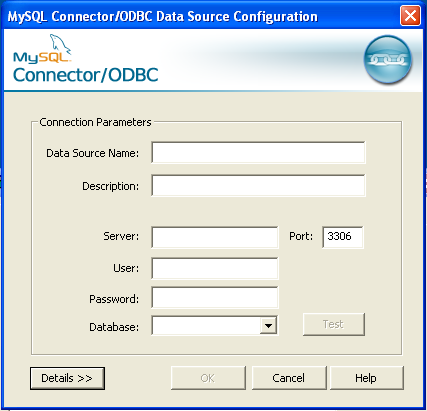 MySQL Connector/ODBC Data Source Configuration
MySQL
Connector/ODBC
Connection Parameters
Data Source Name:
Description:
Server: Port: 3306
User:
Password:
Database: Test
Details >> OK Cancel Help